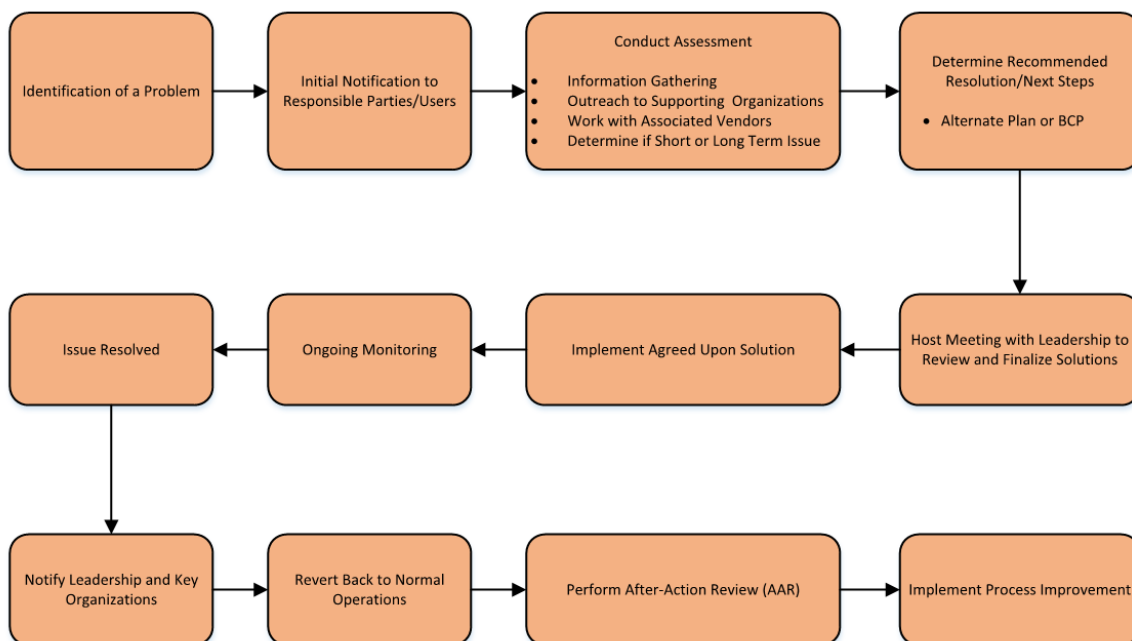 Identification of a Problem
Initial Notification to
Responsible Parties/Users
Conduct Assessment
• Information Gathering
• Outreach to Supporting Organizations
• Work with Associated Vendors
• Determine if Short or Long Term Issue
Determine Recommended
Resolution/Next Steps
• Alternate Plan or BCP
Host Meeting with Leadership to
Review and Finalize Solutions
Implement Agreed Upon Solution
Ongoing Monitoring
Issue Resolved
Notify Leadership and Key
Organizations
Revert Back to Normal
Operations
Perform After-Action Review (AAR)
Implement Process Improvement